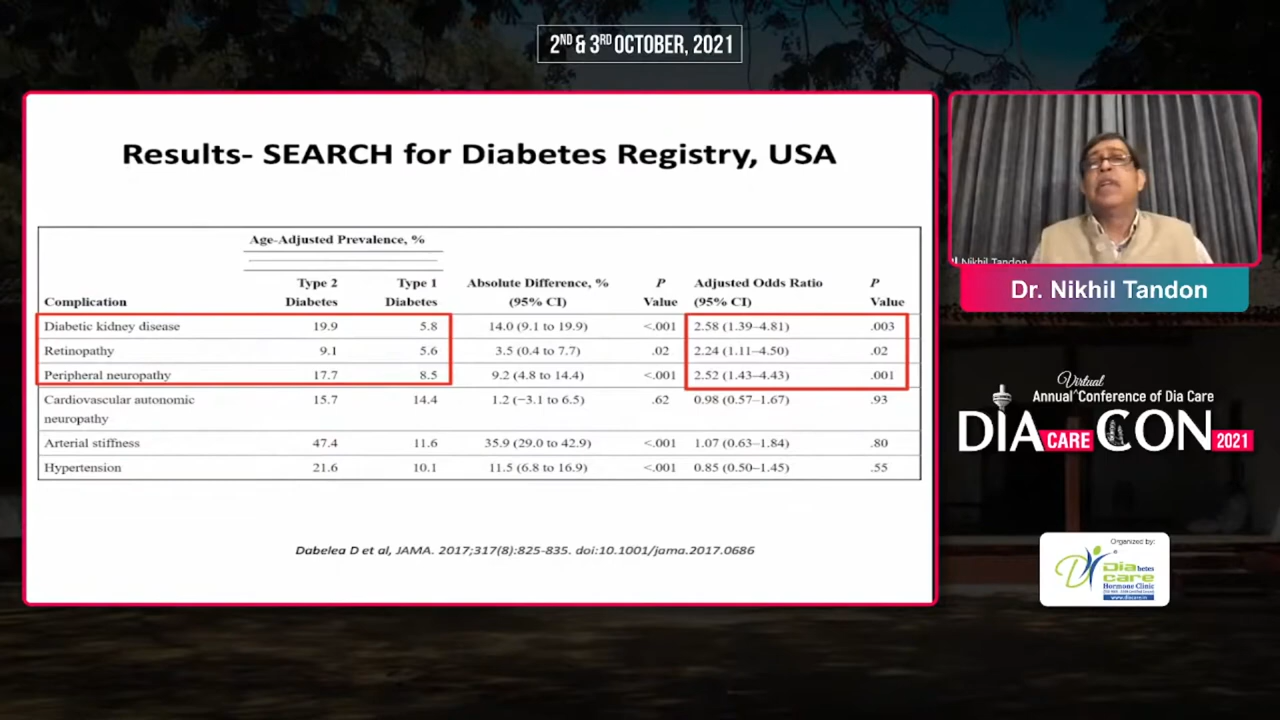 2ND & 3RD OCTOBER, 2021
Results- SEARCH for Diabetes Registry, USA
Age-Adjusted Prevalence, %
Complication Type 2 Diabetes Type 1 Diabetes Absolute Difference, % (95% CI) P Value Adjusted Odds Ratio (95% CI) P Value
Diabetic kidney disease 19.9 5.8 14.0 (9.1 to 19.9) <.001 2.58 (1.39–4.81) .003
Retinopathy 9.1 5.6 3.5 (0.4 to 7.7) .02 2.24 (1.11–4.50) .02
Peripheral neuropathy 17.7 8.5 9.2 (4.8 to 14.4) <.001 2.52 (1.43–4.43) .001
Cardiovascular autonomic neuropathy 15.7 14.4 1.2 (−3.1 to 6.5) .62 0.98 (0.57–1.67) .93
Arterial stiffness 47.4 11.6 35.9 (29.0 to 42.9) <.001 1.07 (0.63–1.84) .80
Hypertension 21.6 10.1 11.5 (6.8 to 16.9) <.001 0.85 (0.50–1.45) .55
Dabelea D et al, JAMA. 2017;317(8):825-835. doi:10.1001/jama.2017.0686
Nikhil Tandon
Dr. Nikhil Tandon
Virtual
Annual Conference of Dia Care
DIA CARE CON 2021
Organized by:
Diabetes
care
Hormone Clinic
www.diacare.in